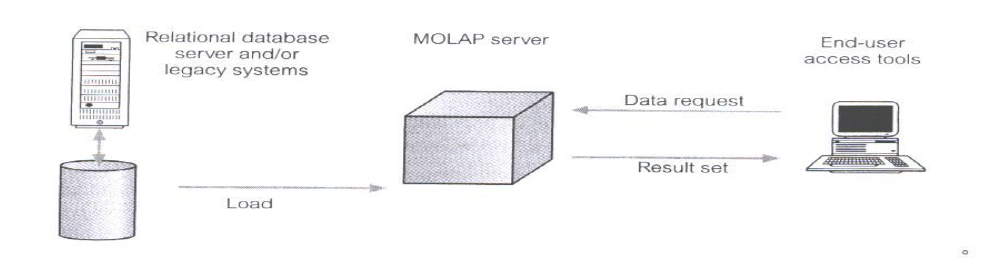 Relational database
server and/or
legacy systems
MOLAP server
End-user
access tools
Data request
Result set
Load